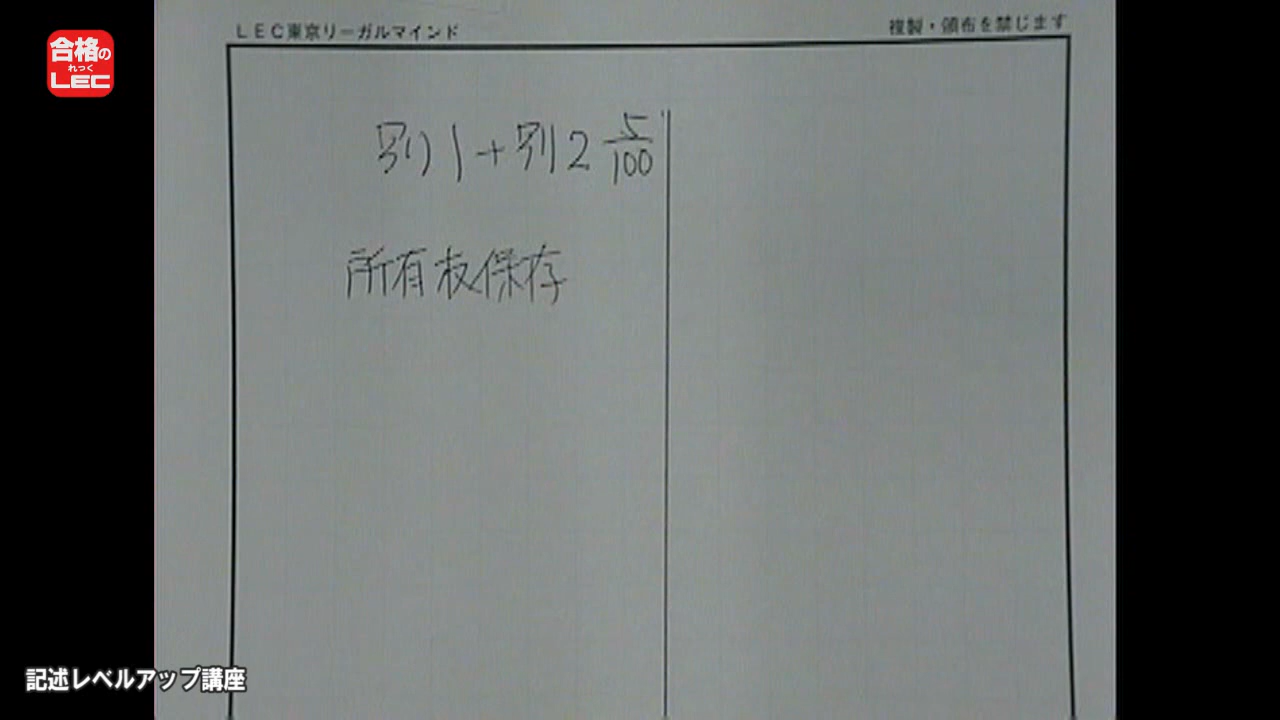 LEC東京リーガルマインド
複製・頒布を禁じます
合格の
れっく
LEC
別1+別2 5/100
所有权保存
記述レベルアップ講座